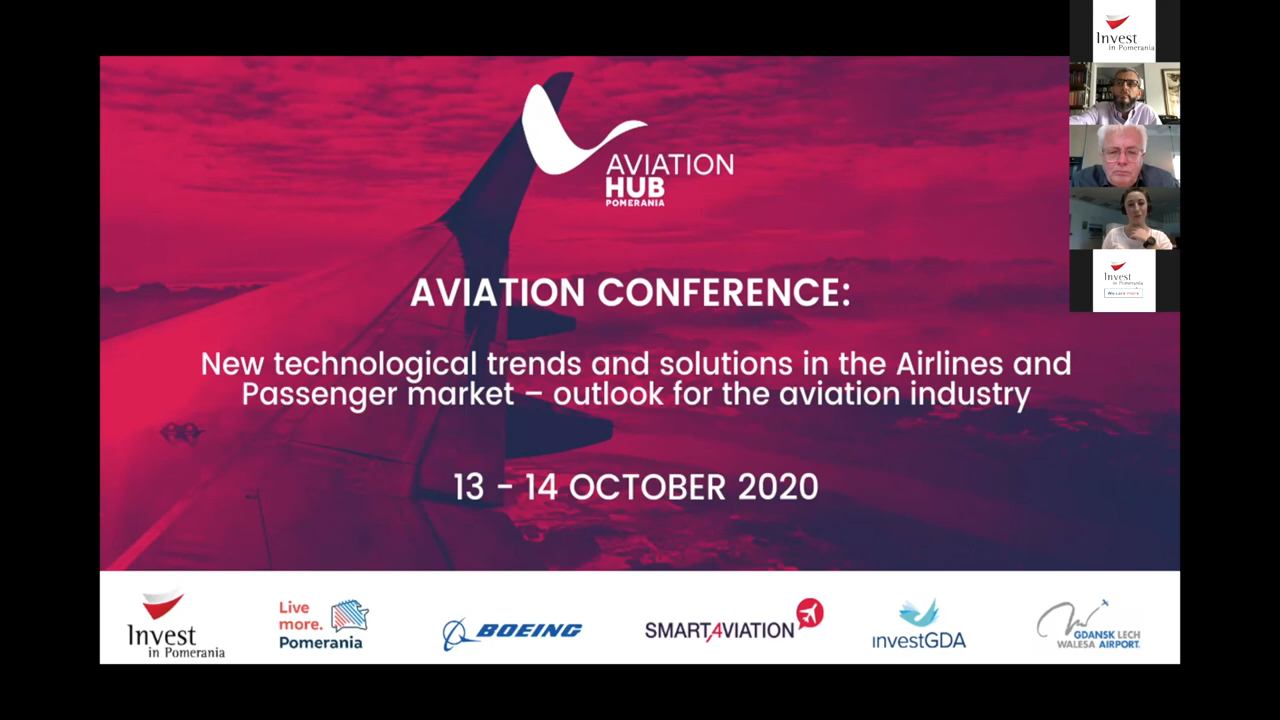 Invest
in Pomerania
AVIATION
HUB
POMERANIA
AVIATION CONFERENCE:
New technological trends and solutions in the Airlines and
Passenger market – outlook for the aviation industry
13 - 14 OCTOBER 2020
Invest
in Pomerania
Invest
in Pomerania
Live
more.
Pomerania
BOEING
SMART4VIATION
investGDA
GDANSK LECH
WALESA AIRPORT